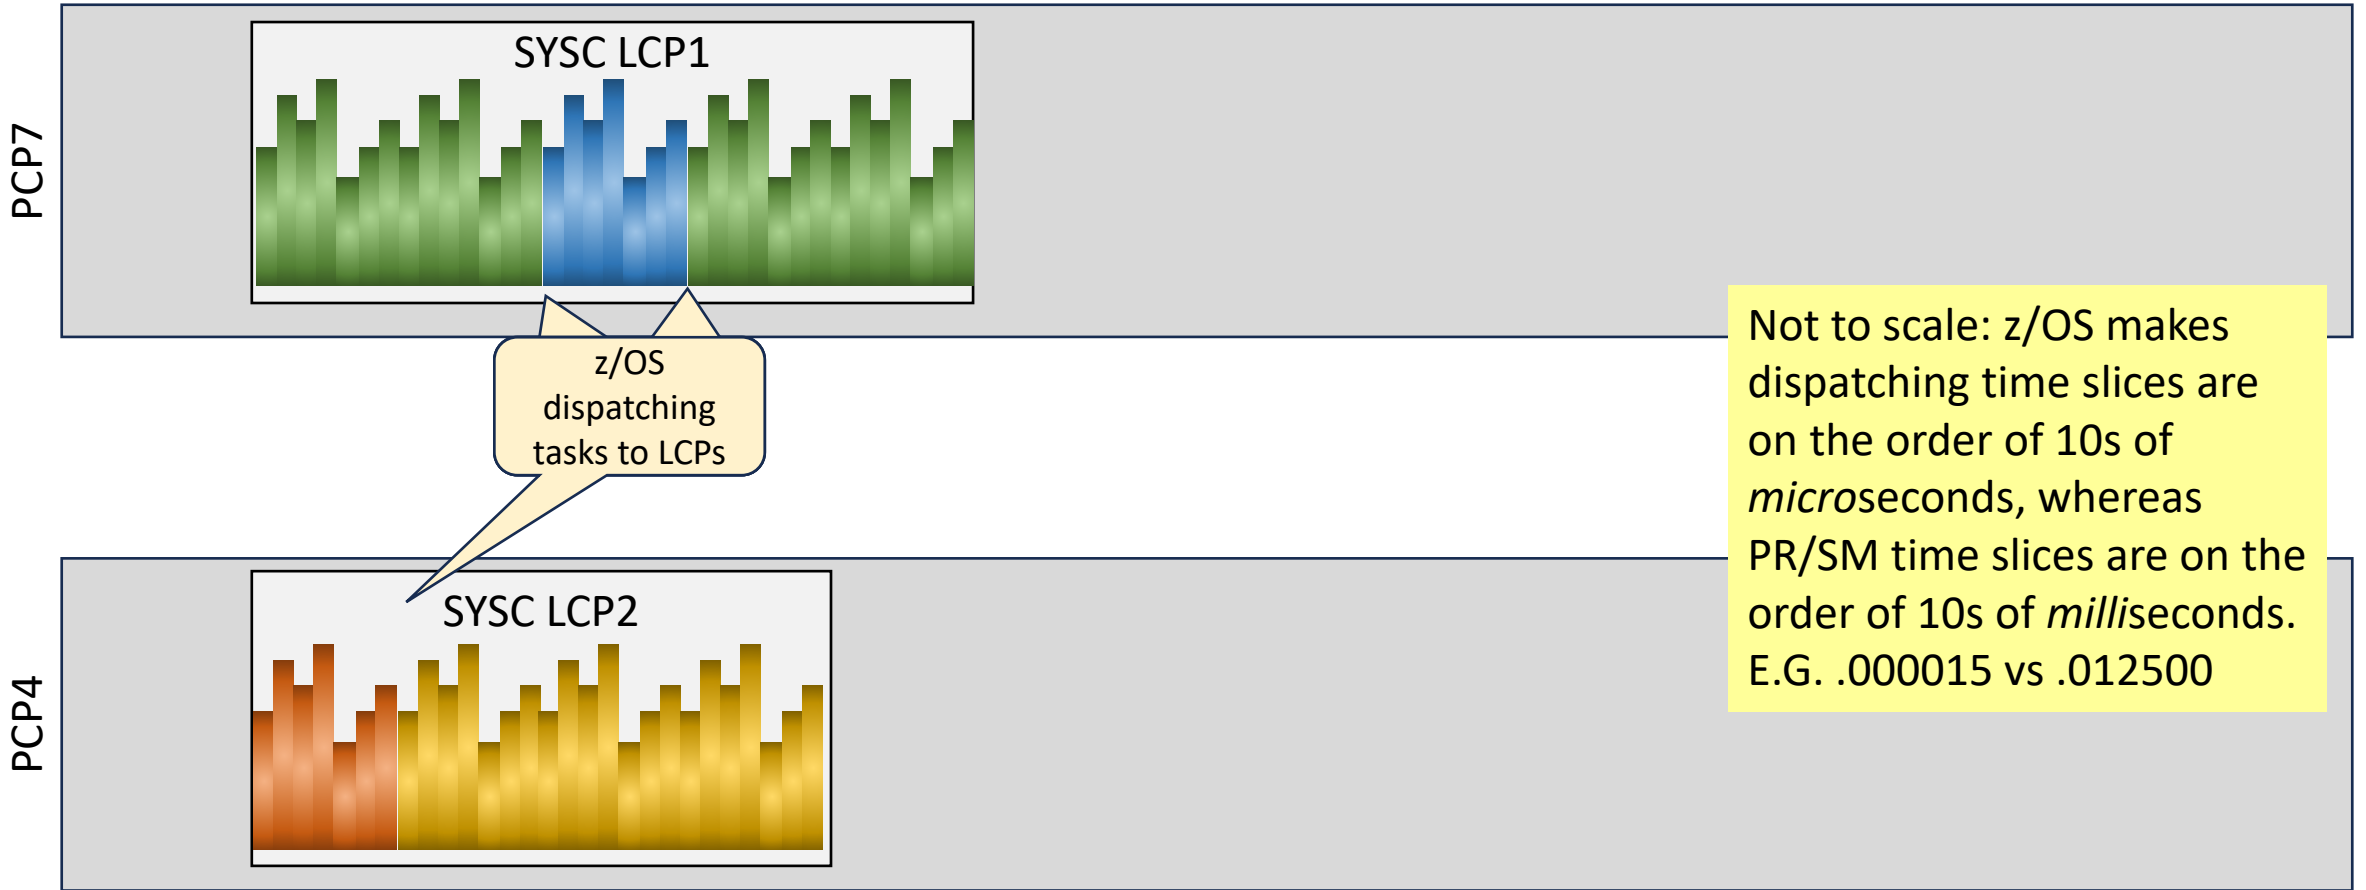 PCP7
SYSC LCP1
z/OS
dispatching
tasks to LCPs
Not to scale: z/OS makes
dispatching time slices are
on the order of 10s of
microseconds, whereas
PR/SM time slices are on the
order of 10s of milliseconds.
E.G. .000015 vs .012500
PCP4
SYSC LCP2